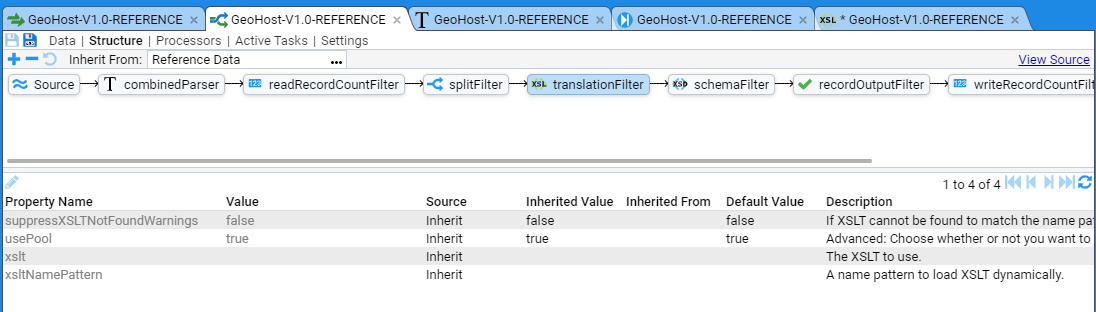 GeoHost-V1.0-REFERENCE × GeoHost-V1.0-REFERENCE × T GeoHost-V1.0-REFERENCE × GeoHost-V1.0-REFERENCE × XSL * GeoHost-V1.0-REFERENCE ×
Data | Structure | Processors | Active Tasks | Settings
Inherit From: Reference Data ... View Source
Source T combinedParser 123 readRecordCountFilter splitFilter XSL translationFilter XSD schemaFilter recordOutputFilter 123 writeRecordCountFilt
1 to 4 of 4
Property Name Value Source Inherited Value Inherited From Default Value Description
suppressXSLTNotFoundWarnings false Inherit false false If XSLT cannot be found to match the name pa
usePool true Inherit true true Advanced: Choose whether or not you want to
xslt Inherit The XSLT to use.
xsltNamePattern Inherit A name pattern to load XSLT dynamically.